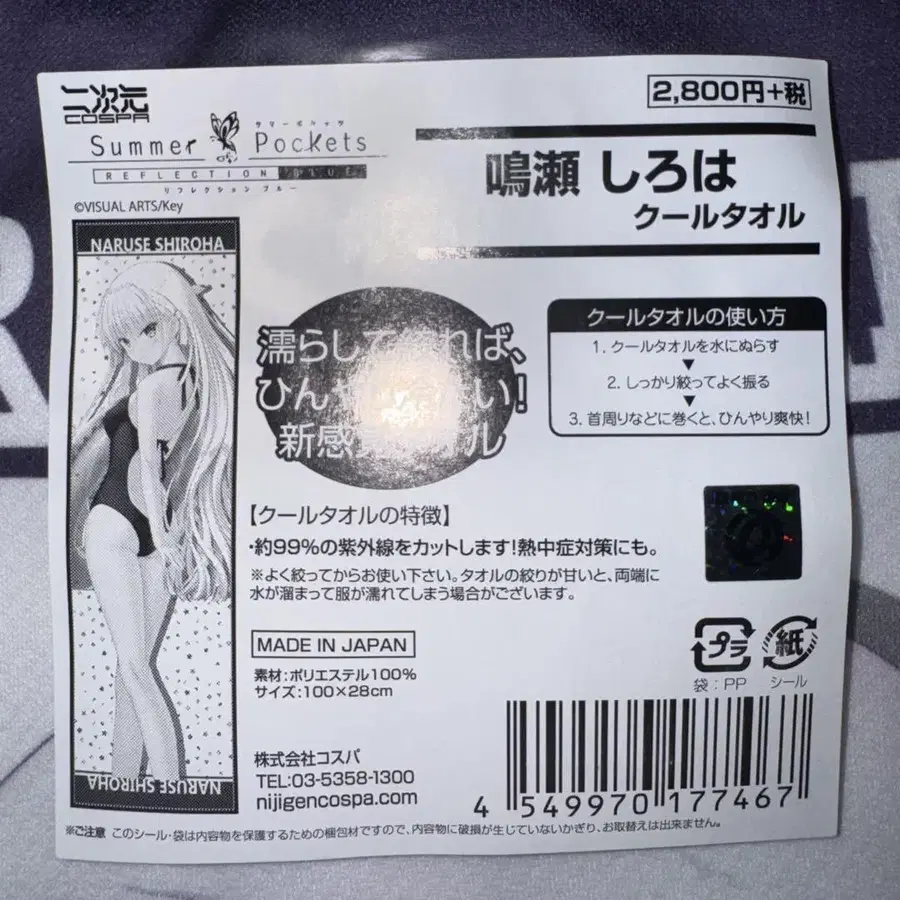 二次元
COSPA
サマーポケッツ
Summer Pockets
REFLECTION BLUE
リフレクション ブルー
©VISUAL ARTS/Key
2,800円+税
鳴瀬 しろは
クールタオル
NARUSE SHIROHA
濡らして ば、
ひんや い!
新感 ル
クールタオルの使い方
1. クールタオルを水にぬらす
▼
2. しっかり絞ってよく振る
▼
3. 首周りなどに巻くと、ひんやり爽快!
【クールタオルの特徴】
・約99%の紫外線をカットします!熱中症対策にも。
※よく絞ってからお使い下さい。タオルの絞りが甘いと、両端に
水が溜まって服が濡れてしまう場合がございます。
MADE IN JAPAN
素材:ポリエステル100%
サイズ:100×28cm
プラ
紙
袋:PP シール
株式会社コスパ
TEL:03-5358-1300
nijigencospa.com
NARUSE SHIROHA
4 549970 177467
※ご注意 このシール・袋は内容物を保護するための梱包材ですので、内容物に破損が生じていないかぎり、お取替えは出来ません。